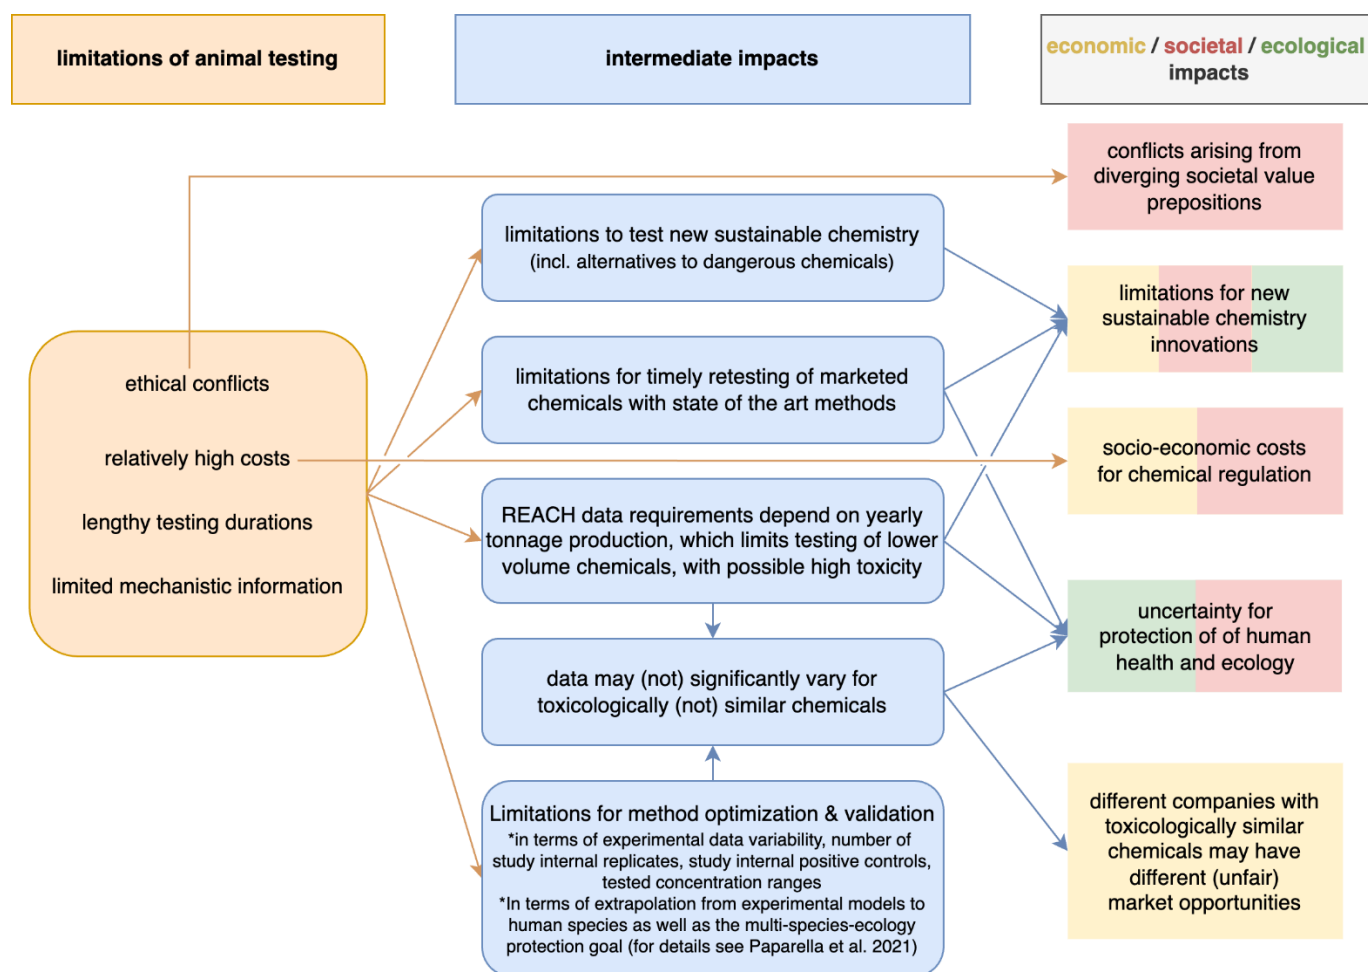 limitations of animal testing
intermediate impacts
economic / societal / ecological
impacts
conflicts arising from
diverging societal value
prepositions
limitations to test new sustainable chemistry
(incl. alternatives to dangerous chemicals)
limitations for new
sustainable chemistry
innovations
ethical conflicts
relatively high costs
lengthy testing durations
limited mechanistic information
limitations for timely retesting of marketed
chemicals with state of the art methods
socio-economic costs
for chemical regulation
REACH data requirements depend on yearly
tonnage production, which limits testing of lower
volume chemicals, with possible high toxicity
uncertainty for
protection of of human
health and ecology
data may (not) significantly vary for
toxicologically (not) similar chemicals
Limitations for method optimization & validation
*in terms of experimental data variability, number of
study internal replicates, study internal positive controls,
tested concentration ranges
*In terms of extrapolation from experimental models to
human species as well as the multi-species-ecology
protection goal (for details see Paparella et al. 2021)
different companies with
toxicologically similar
chemicals may have
different (unfair)
market opportunities